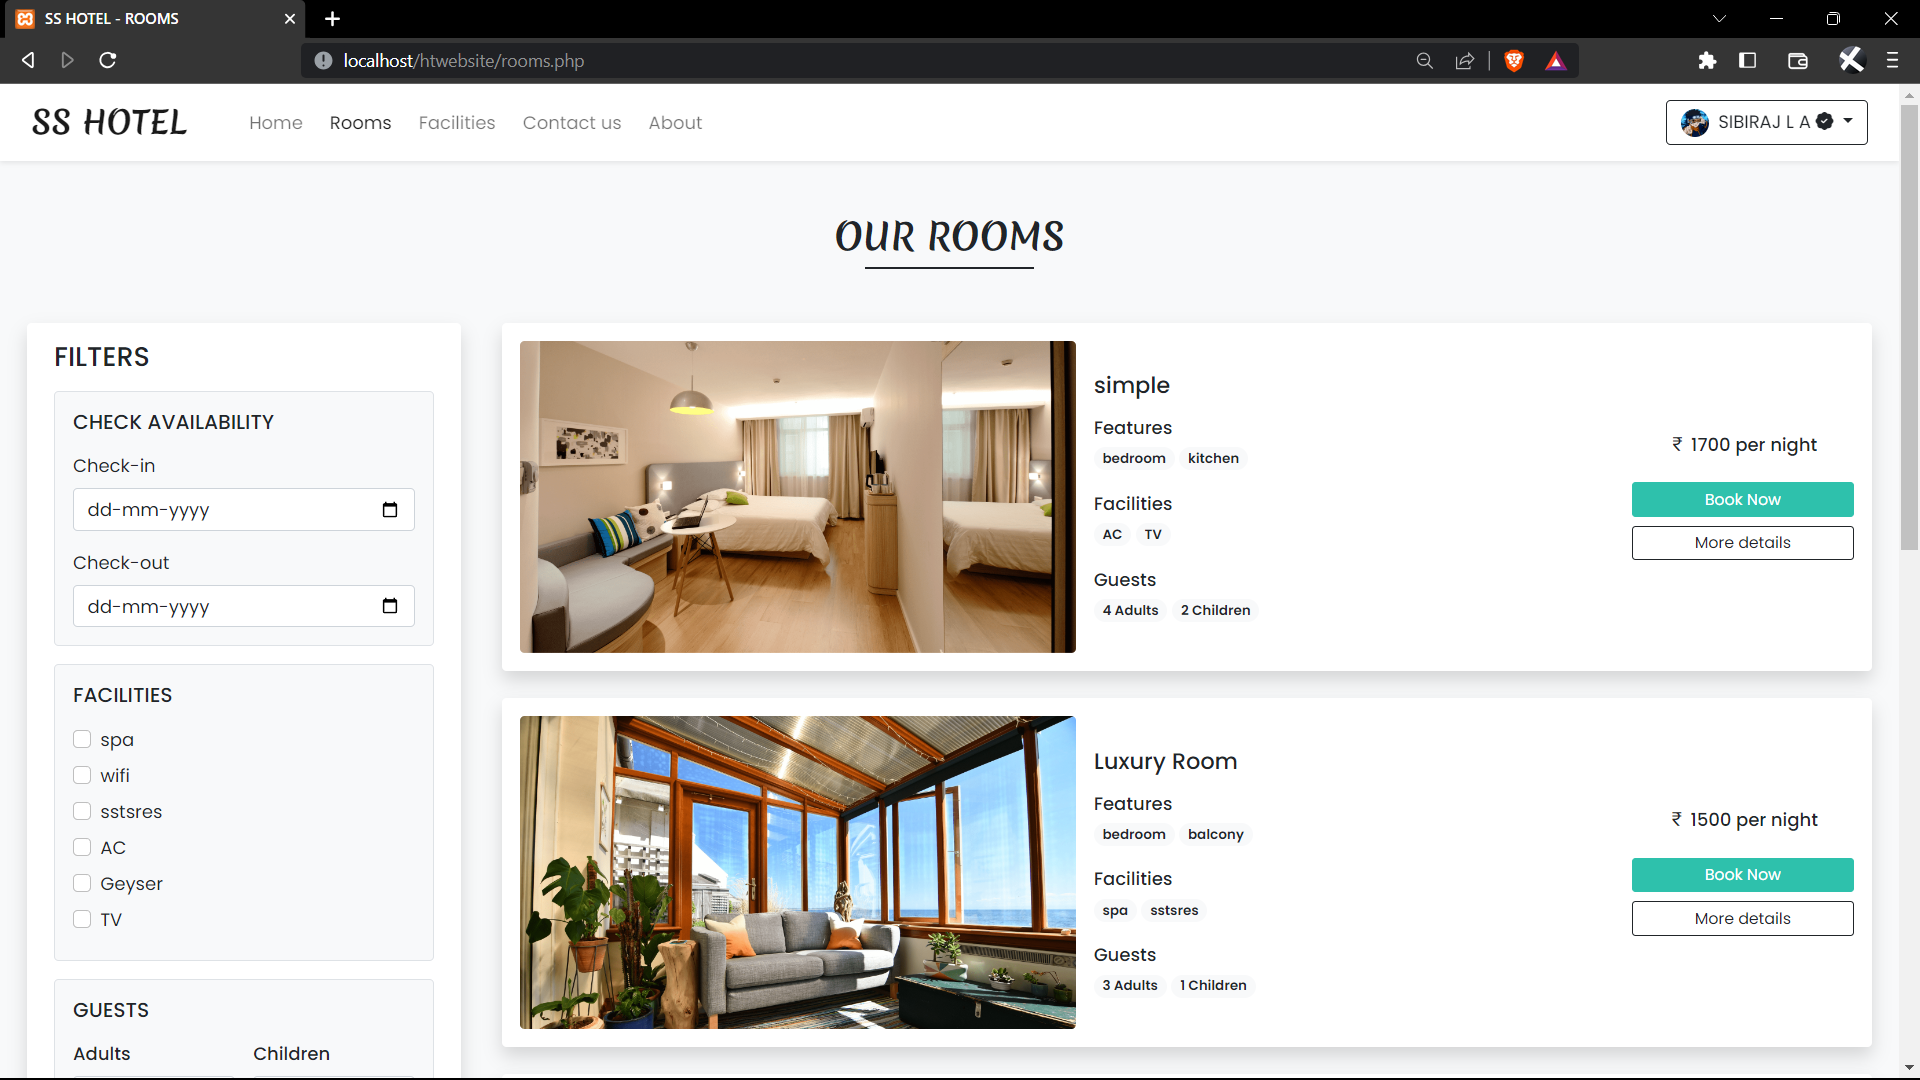 SS HOTEL - ROOMS
localhost/htwebsite/rooms.php
SS HOTEL
Home Rooms Facilities Contact us About
SIBIRAJ L A
OUR ROOMS
FILTERS
CHECK AVAILABILITY
Check-in
dd-mm-yyyy
Check-out
dd-mm-yyyy
FACILITIES
spa
wifi
sstsres
AC
Geyser
TV
GUESTS
Adults Children
simple
Features
bedroom kitchen
Facilities
AC TV
Guests
4 Adults 2 Children
₹ 1700 per night
Book Now
More details
Luxury Room
Features
bedroom balcony
Facilities
spa sstsres
Guests
3 Adults 1 Children
₹ 1500 per night
Book Now
More details